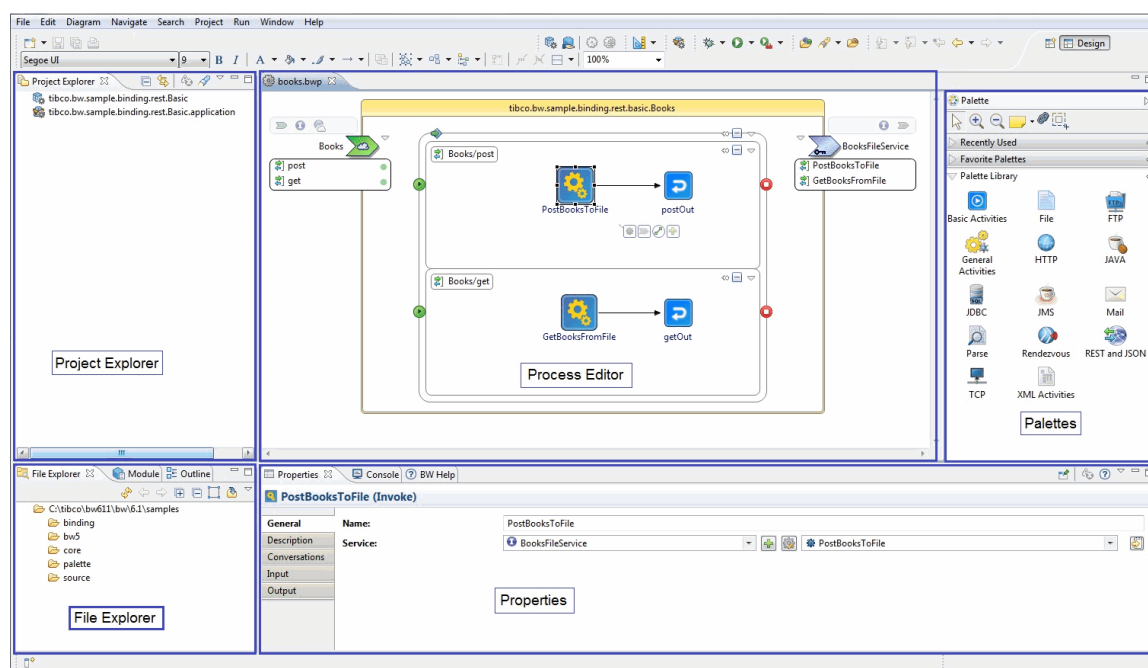 File Edit Diagram Navigate Search Project Run Window Help
Design
Segoe UI 9 B I A 100%
Project Explorer
tibco.bw.sample.binding.rest.Basic
tibco.bw.sample.binding.rest.Basic.application
Project Explorer
books.bwp
tibco.bw.sample.binding.rest.basic.Books
Books
post
get
Books/post
PostBooksToFile
postOut
Books/get
GetBooksFromFile
getOut
BooksFileService
PostBooksToFile
GetBooksFromFile
Process Editor
Palette
Recently Used
Favorite Palettes
Palette Library
Basic Activities File FTP
General Activities HTTP JAVA
JDBC JMS Mail
Parse Rendezvous REST and JSON
TCP XML Activities
Palettes
File Explorer Module Outline
C:\tibco\bw611\bw\6.1\samples
binding
bw5
core
palette
source
File Explorer
Properties Console BW Help
PostBooksToFile (Invoke)
General
Description
Conversations
Input
Output
Name: PostBooksToFile
Service: BooksFileService PostBooksToFile
Properties